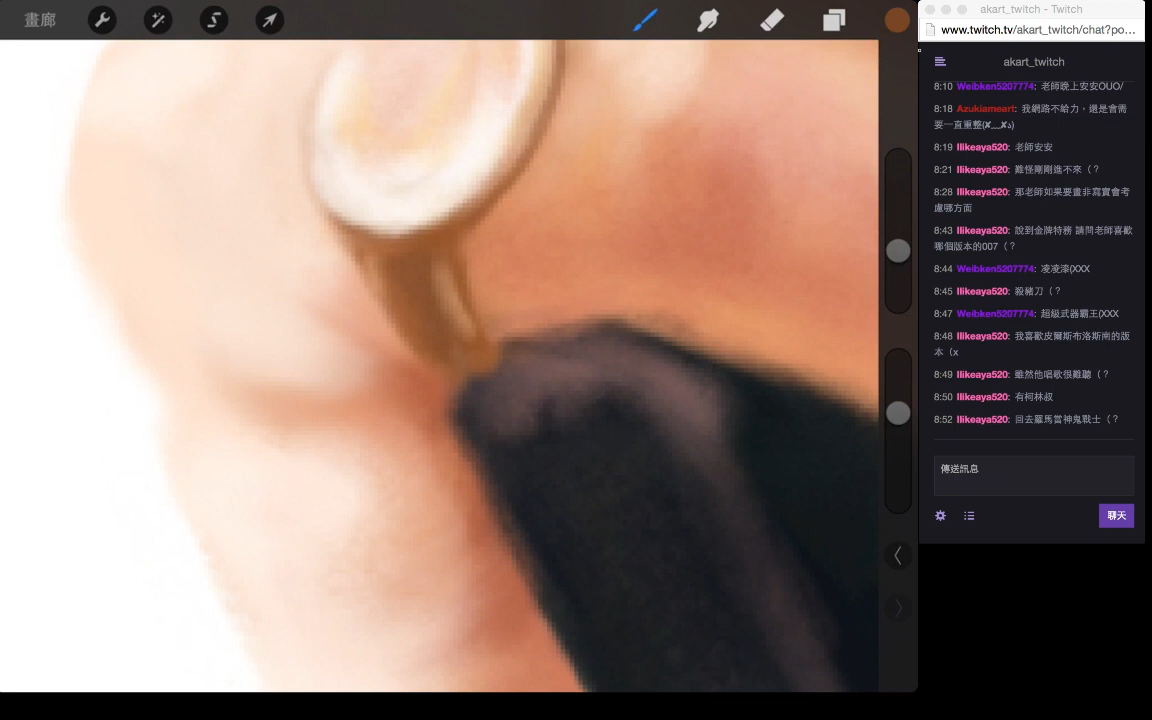 畫廊
akart_twitch - Twitch
www.twitch.tv/akart_twitch/chat?po...
akart_twitch
8:10 Weibken5207774: 老師晚上安安OUO/
8:18 Azukiameart: 我網路不給力，還是會需
要一直重整(✘﹏✘ა)
8:19 llikeaya520: 老師安安
8:21 llikeaya520: 難怪剛剛進不來（？
8:28 llikeaya520: 那老師如果要畫非寫實會考
慮哪方面
8:43 llikeaya520: 說到金牌特務 請問老師喜歡
哪個版本的007（？
8:44 Weibken5207774: 凌凌漆(XXX
8:45 llikeaya520: 殺豬刀（？
8:47 Weibken5207774: 超級武器霸王(XXX
8:48 llikeaya520: 我喜歡皮爾斯布洛斯南的版
本（x
8:49 llikeaya520: 雖然他唱歌很難聽（？
8:50 llikeaya520: 有柯林叔
8:52 llikeaya520: 回去羅馬當神鬼戰士（？
傳送訊息
聊天